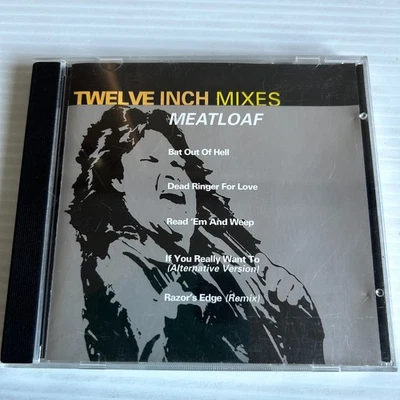 TWELVE INCH MIXES
MEATLOAF
Bat Out Of Hell
Dead Ringer For Love
Read 'Em And Weep
If You Really Want To
(Alternative Version)
Razor's Edge (Remix)